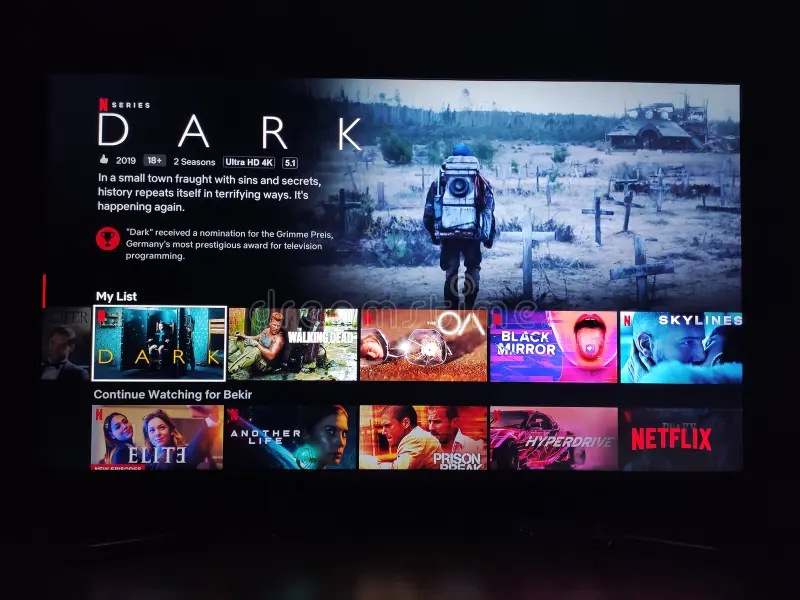 N SERIES
DARK
2019 18+ 2 Seasons Ultra HD 4K 5.1
In a small town fraught with sins and secrets,
history repeats itself in terrifying ways. It's
happening again.
"Dark" received a nomination for the Grimme Preis,
Germany's most prestigious award for television
programming.
My List
DARK
THE WALKING DEAD
THE OA
BLACK MIRROR
SKYLINES
dreamstime
Continue Watching for Bekir
ELITE
NEW EPISODES
ANOTHER LIFE
PRISON BREAK
HYPERDRIVE
NETFLIX